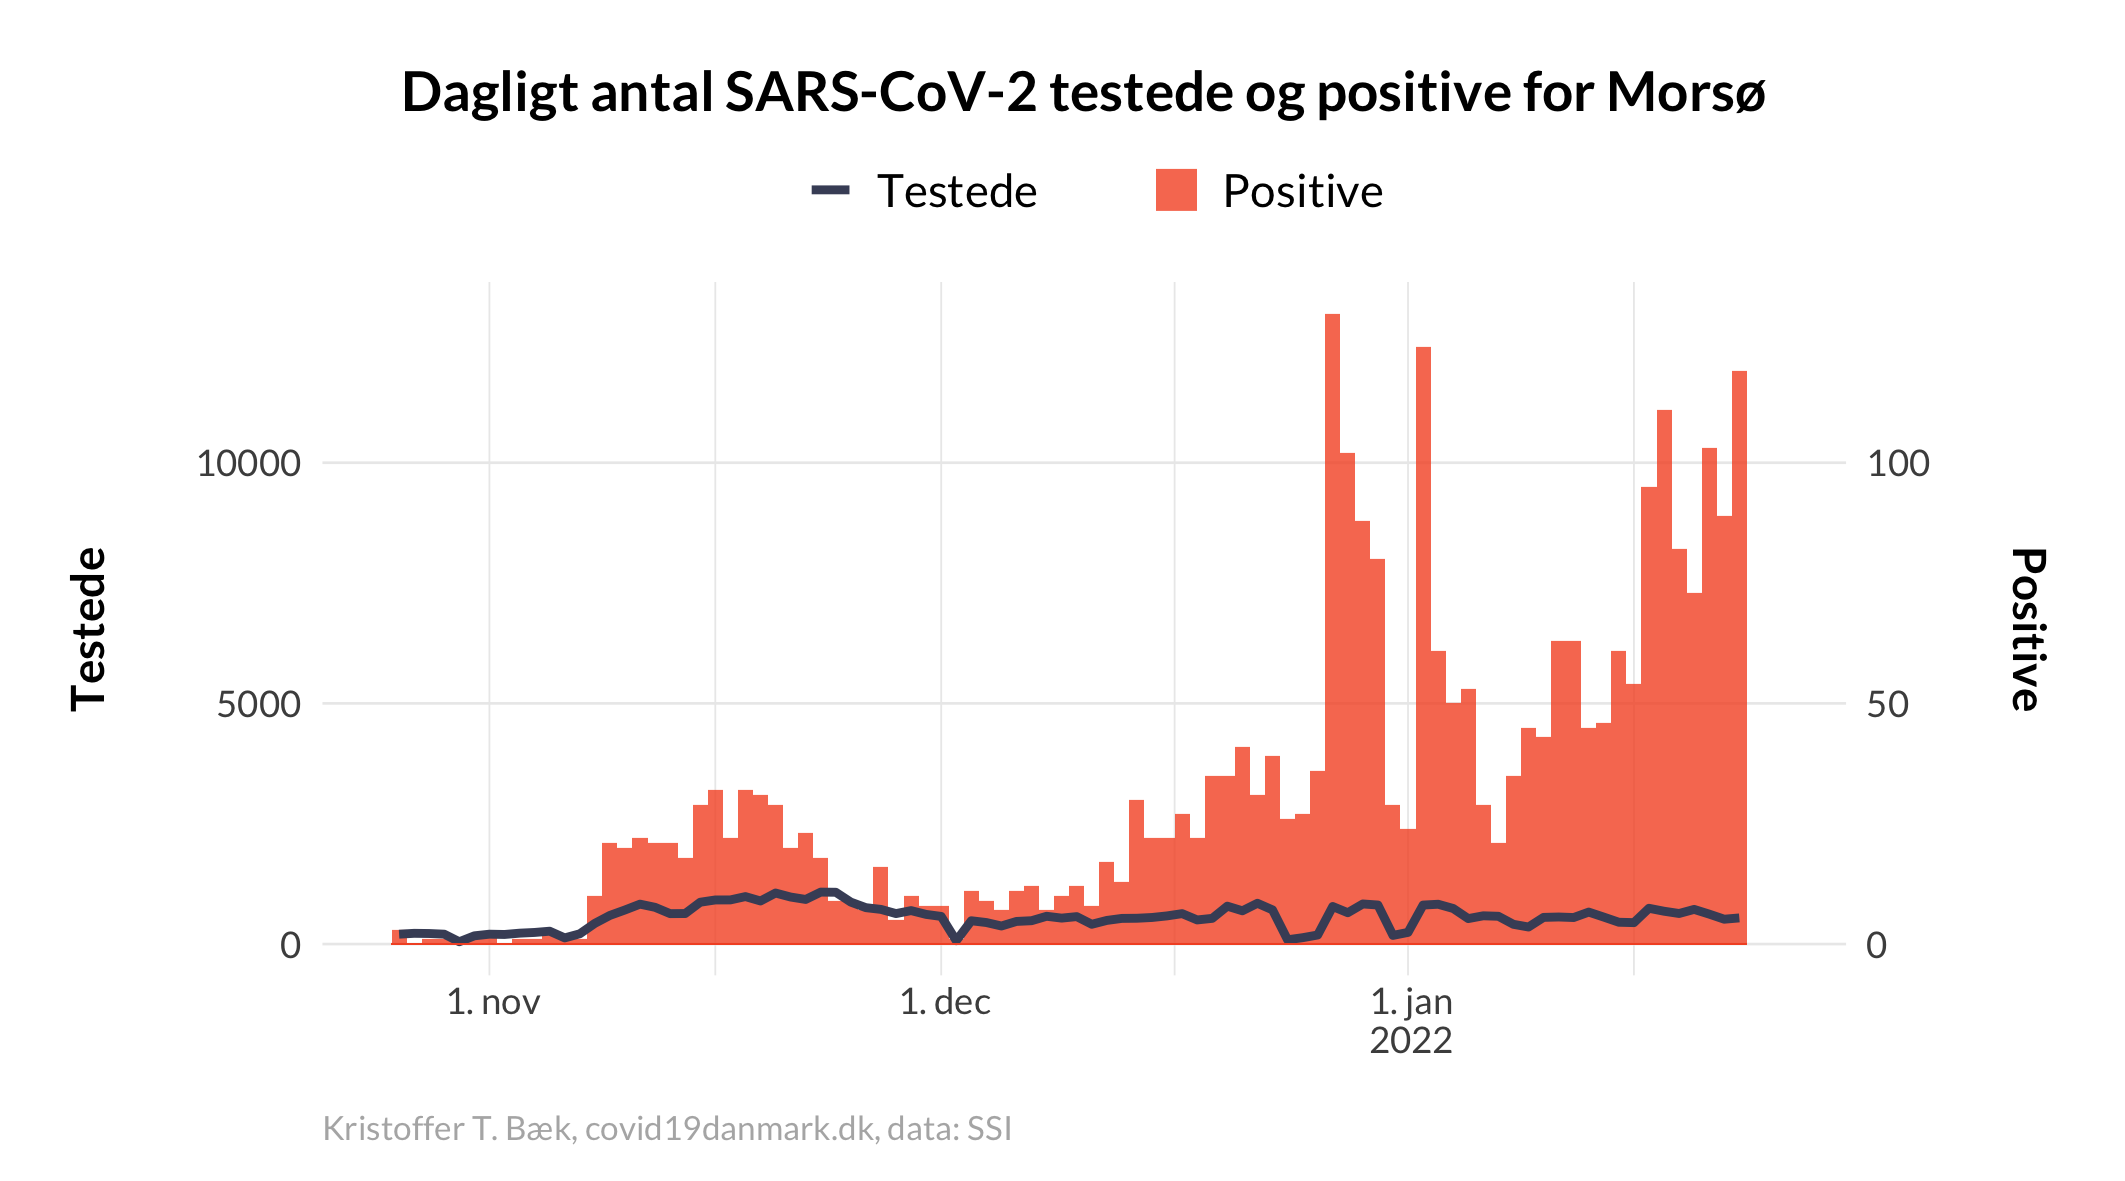 Dagligt antal SARS-CoV-2 testede og positive for Morsø
Testede Positive
Testede
10000
5000
0
100
50
0
Positive
1. nov
1. dec
1. jan
2022
Kristoffer T. Bæk, covid19danmark.dk, data: SSI